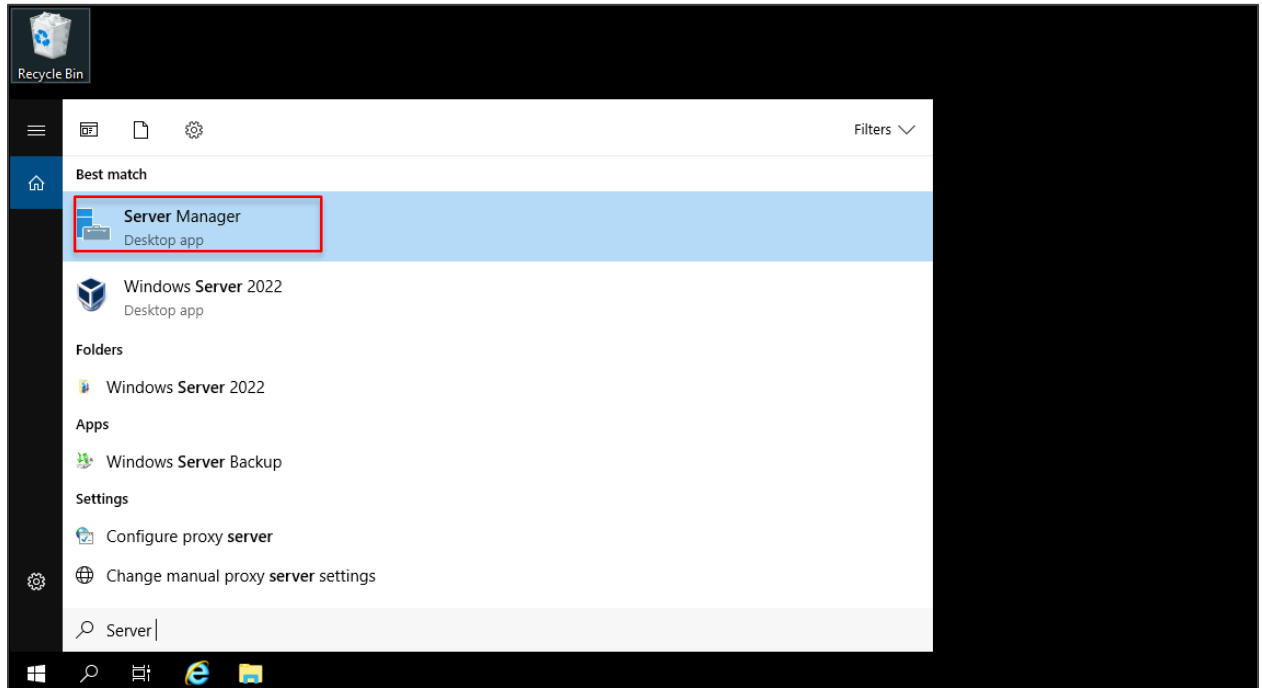 Recycle Bin
Filters
Best match
Server Manager
Desktop app
Windows Server 2022
Desktop app
Folders
Windows Server 2022
Apps
Windows Server Backup
Settings
Configure proxy server
Change manual proxy server settings
Server